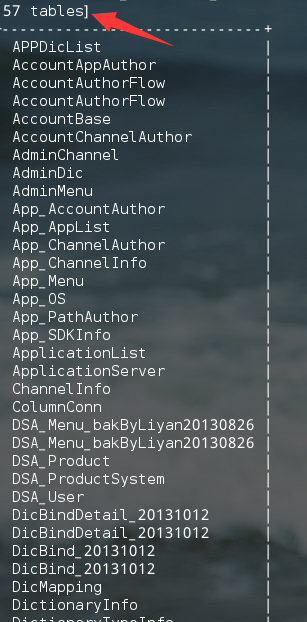 57 tables]
APPDicList
AccountAppAuthor
AccountAuthorFlow
AccountAuthorFlow
AccountBase
AccountChannelAuthor
AdminChannel
AdminDic
AdminMenu
App_AccountAuthor
App_AppList
App_ChannelAuthor
App_ChannelInfo
App_Menu
App_OS
App_PathAuthor
App_SDKInfo
ApplicationList
ApplicationServer
ChannelInfo
ColumnConn
DSA_Menu_bakByLiyan20130826
DSA_Menu_bakByLiyan20130826
DSA_Product
DSA_ProductSystem
DSA_User
DicBindDetail_20131012
DicBindDetail_20131012
DicBind_20131012
DicBind_20131012
DicMapping
DictionaryInfo
DictionaryTypeInfo